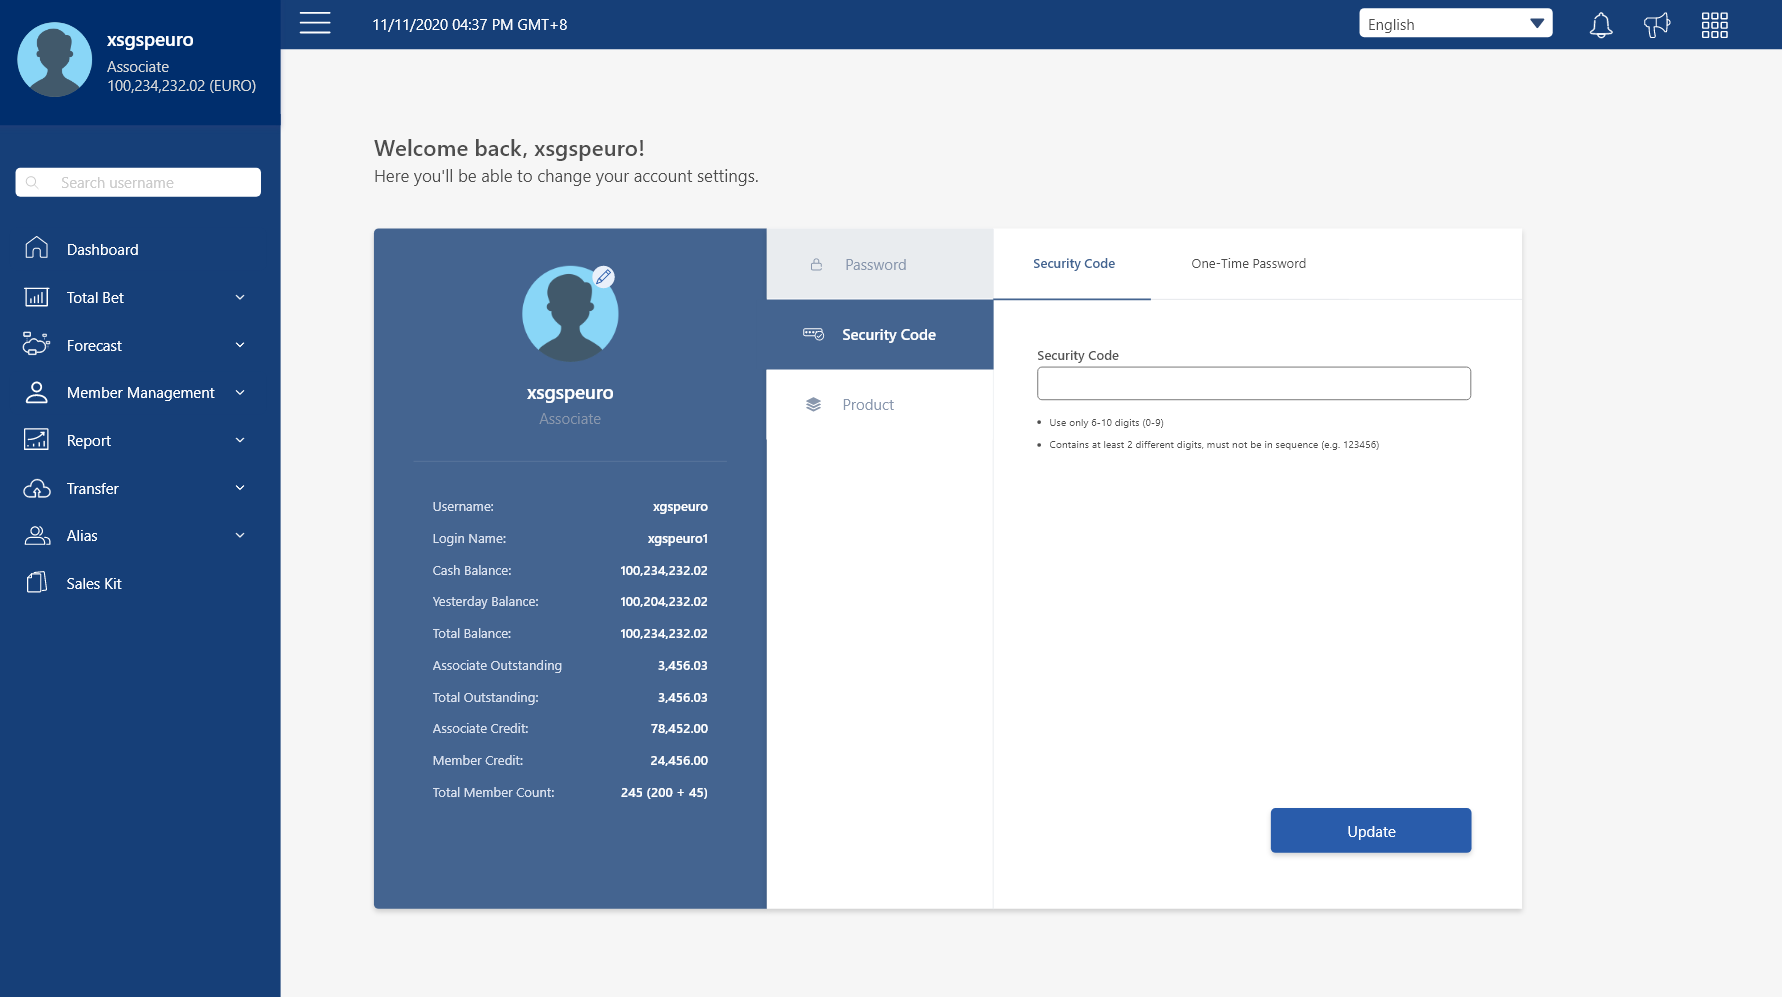 xsgspeuro
Associate
100,234,232.02 (EURO)
11/11/2020 04:37 PM GMT+8
English
Search username
Dashboard
Total Bet
Forecast
Member Management
Report
Transfer
Alias
Sales Kit
Welcome back, xsgspeuro!
Here you'll be able to change your account settings.
xsgspeuro
Associate
Username: xgspeuro
Login Name: xgspeuro1
Cash Balance: 100,234,232.02
Yesterday Balance: 100,204,232.02
Total Balance: 100,234,232.02
Associate Outstanding 3,456.03
Total Outstanding: 3,456.03
Associate Credit: 78,452.00
Member Credit: 24,456.00
Total Member Count: 245 (200 + 45)
Password
Security Code
Product
Security Code
One-Time Password
Security Code
• Use only 6-10 digits (0-9)
• Contains at least 2 different digits, must not be in sequence (e.g. 123456)
Update